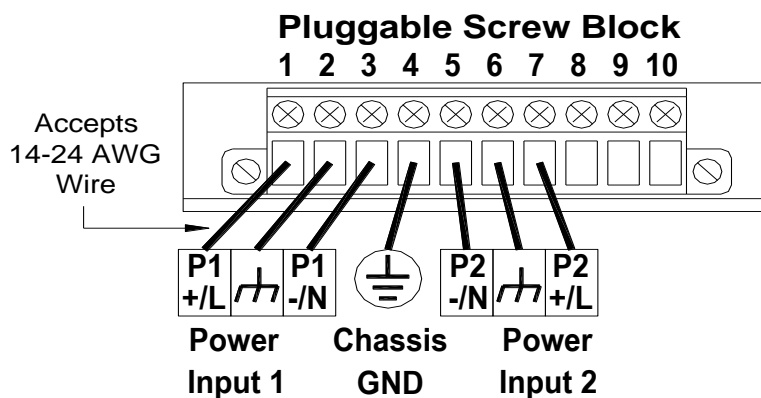 Pluggable Screw Block
1 2 3 4 5 6 7 8 9 10
Accepts
14-24 AWG
Wire
P1
+/L
P1
-/N
P2
-/N
P2
+/L
Power
Input 1
Chassis
GND
Power
Input 2